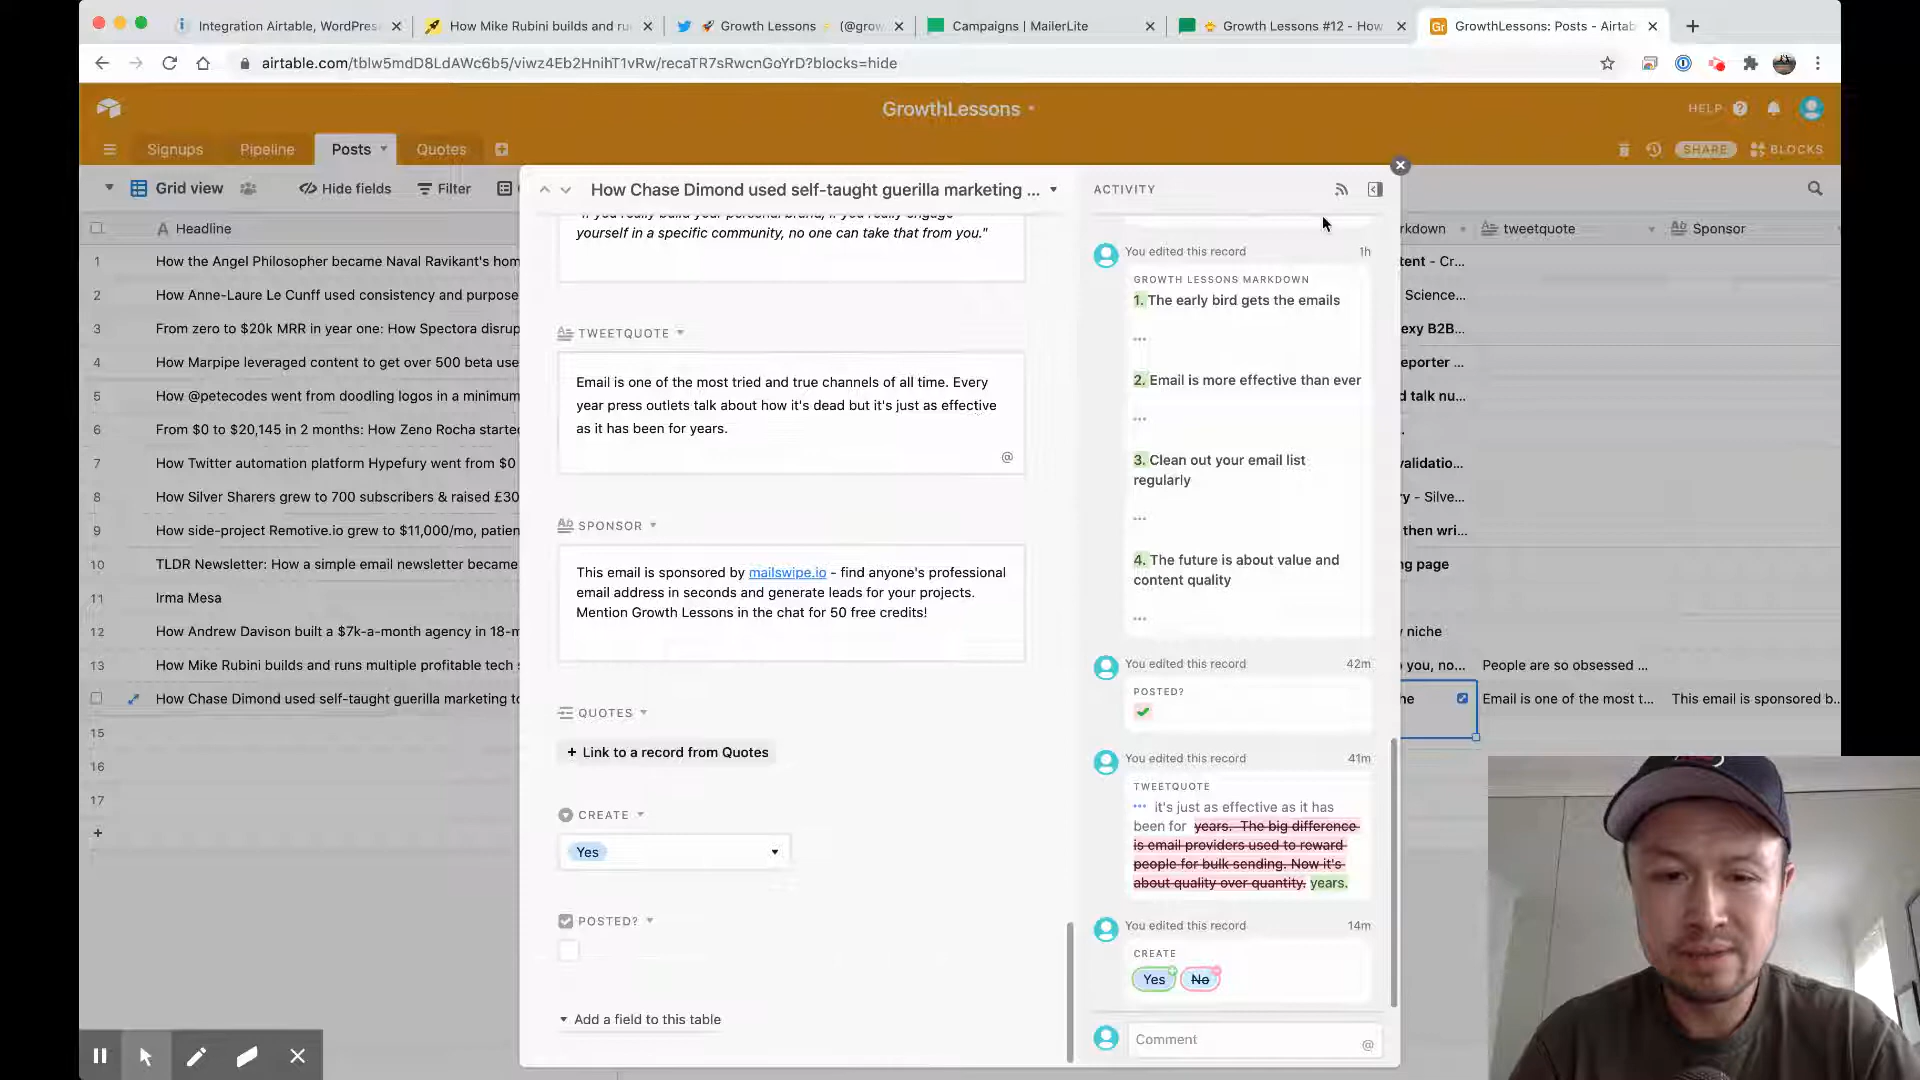 Integration Airtable, WordPres
How Mike Rubini builds and ru
Growth Lessons
(@grow
Campaigns | MailerLite
Growth Lessons #12 - How
GrowthLessons: Posts - Airtab
airtable.com/tblw5mdD8LdAWc6b5/viwz4Eb2HnihT1vRw/recaTR7sRwcnGoYrD?blocks=hide
GrowthLessons
HELP
Signups
Pipeline
Posts
Quotes
SHARE
BLOCKS
Grid view
Hide fields
Filter
How Chase Dimond used self-taught guerilla marketing ...
ACTIVITY
Headline
rkdown
tweetquote
Sponsor
1 How the Angel Philosopher became Naval Ravikant's hom
2 How Anne-Laure Le Cunff used consistency and purpose
3 From zero to $20k MRR in year one: How Spectora disrup
4 How Marpipe leveraged content to get over 500 beta use
5 How @petecodes went from doodling logos in a minimum
6 From $0 to $20,145 in 2 months: How Zeno Rocha started
7 How Twitter automation platform Hypefury went from $0
8 How Silver Sharers grew to 700 subscribers & raised £30
9 How side-project Remotive.io grew to $11,000/mo, patien
10 TLDR Newsletter: How a simple email newsletter became
11 Irma Mesa
12 How Andrew Davison built a $7k-a-month agency in 18-m
13 How Mike Rubini builds and runs multiple profitable tech s
How Chase Dimond used self-taught guerilla marketing to
15
16
17
+
"If you really build your personal brand, if you really engage
yourself in a specific community, no one can take that from you."
TWEETQUOTE
Email is one of the most tried and true channels of all time. Every
year press outlets talk about how it's dead but it's just as effective
as it has been for years.
@
SPONSOR
This email is sponsored by mailswipe.io - find anyone's professional
email address in seconds and generate leads for your projects.
Mention Growth Lessons in the chat for 50 free credits!
QUOTES
+ Link to a record from Quotes
CREATE
Yes
POSTED?
Add a field to this table
You edited this record 1h
GROWTH LESSONS MARKDOWN
1. The early bird gets the emails
...
2. Email is more effective than ever
...
3. Clean out your email list
regularly
...
4. The future is about value and
content quality
...
You edited this record 42m
POSTED?
You edited this record 41m
TWEETQUOTE
... it's just as effective as it has
been for years. The big difference
is email providers used to reward
people for bulk sending. Now it's
about quality over quantity. years.
You edited this record 14m
CREATE
Yes No
Comment
@
tent - Cr...
Science...
exy B2B...
eporter ...
d talk nu...
validatio...
ry - Silve...
then wri...
ng page
niche
you, no... People are so obsessed ...
he Email is one of the most t... This email is sponsored b...